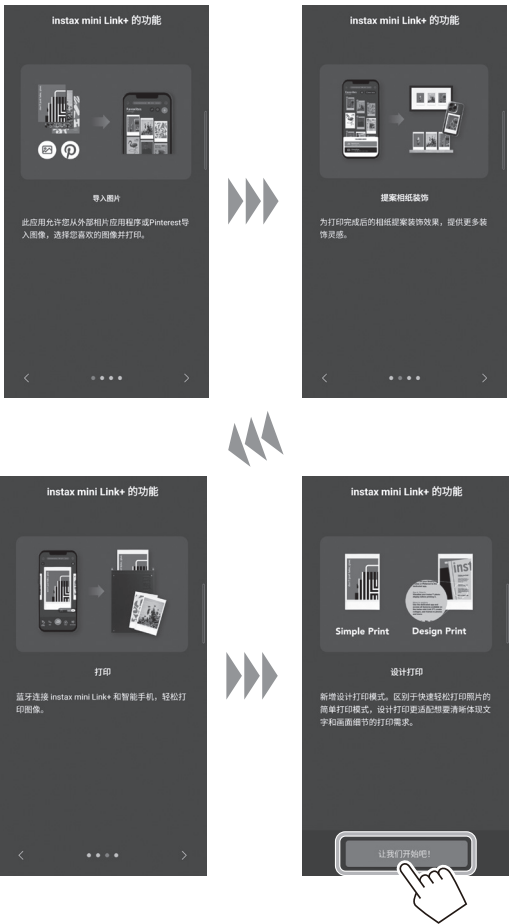 instax mini Link+ 的功能
导入图片
此应用允许您从外部相片应用程序或Pinterest导
入图像，选择您喜欢的图像并打印。
instax mini Link+ 的功能
提案相纸装饰
为打印完成后的相纸提案装饰效果，提供更多装
饰灵感。
instax mini Link+ 的功能
打印
蓝牙连接 instax mini Link+ 和智能手机，轻松打
印图像。
instax mini Link+ 的功能
Simple Print
Design Print
设计打印
新增设计打印模式。区别于快速轻松打印照片的
简单打印模式，设计打印更适配想要清晰体现文
字和画面细节的打印需求。
让我们开始吧！